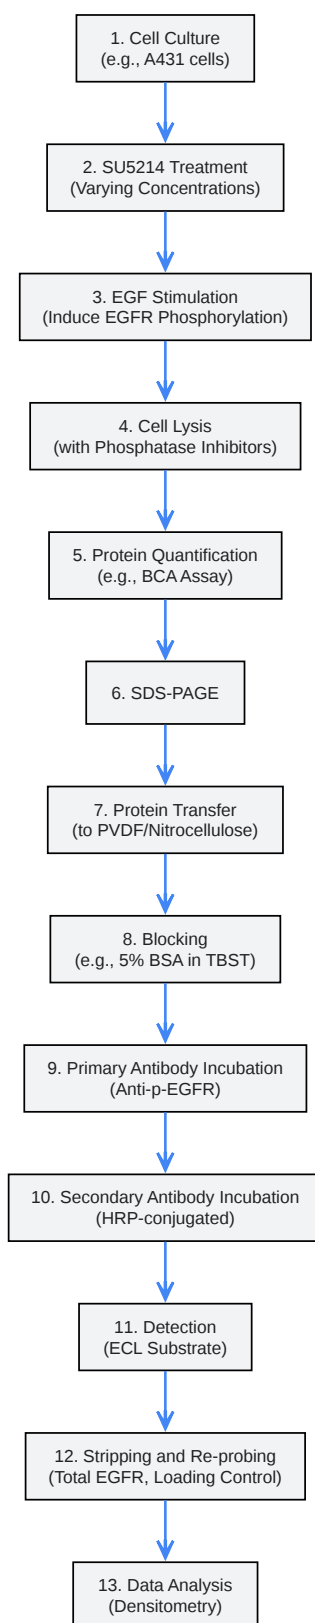 1. Cell Culture
(e.g., A431 cells)
2. SU5214 Treatment
(Varying Concentrations)
3. EGF Stimulation
(Induce EGFR Phosphorylation)
4. Cell Lysis
(with Phosphatase Inhibitors)
5. Protein Quantification
(e.g., BCA Assay)
6. SDS-PAGE
7. Protein Transfer
(to PVDF/Nitrocellulose)
8. Blocking
(e.g., 5% BSA in TBST)
9. Primary Antibody Incubation
(Anti-p-EGFR)
10. Secondary Antibody Incubation
(HRP-conjugated)
11. Detection
(ECL Substrate)
12. Stripping and Re-probing
(Total EGFR, Loading Control)
13. Data Analysis
(Densitometry)